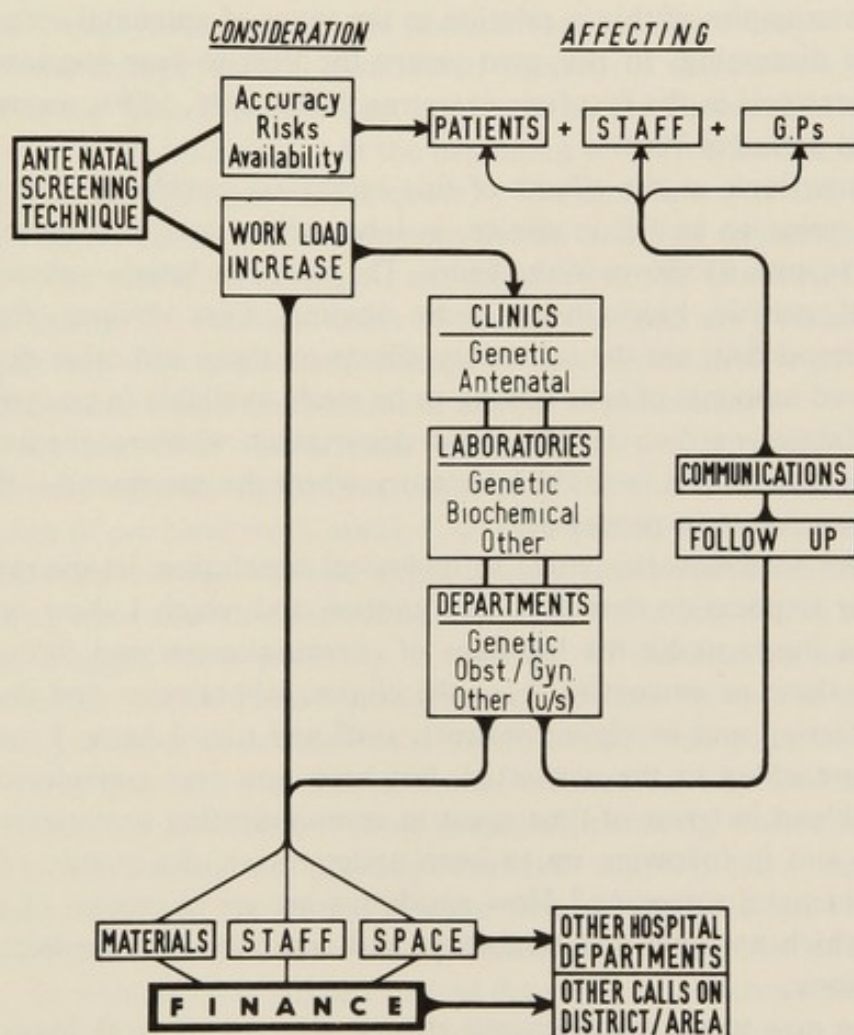 CONSIDERATION
AFFECTING
Accuracy
Risks
Availability
PATIENTS + STAFF + G.Ps
ANTE NATAL
SCREENING
TECHNIQUE
WORK LOAD
INCREASE
CLINICS
Genetic
Antenatal
LABORATORIES
Genetic
Biochemical
Other
COMMUNICATIONS
FOLLOW UP
DEPARTMENTS
Genetic
Obst / Gyn.
Other (u/s)
MATERIALS STAFF SPACE
OTHER HOSPITAL
DEPARTMENTS
FINANCE
OTHER CALLS ON
DISTRICT / AREA